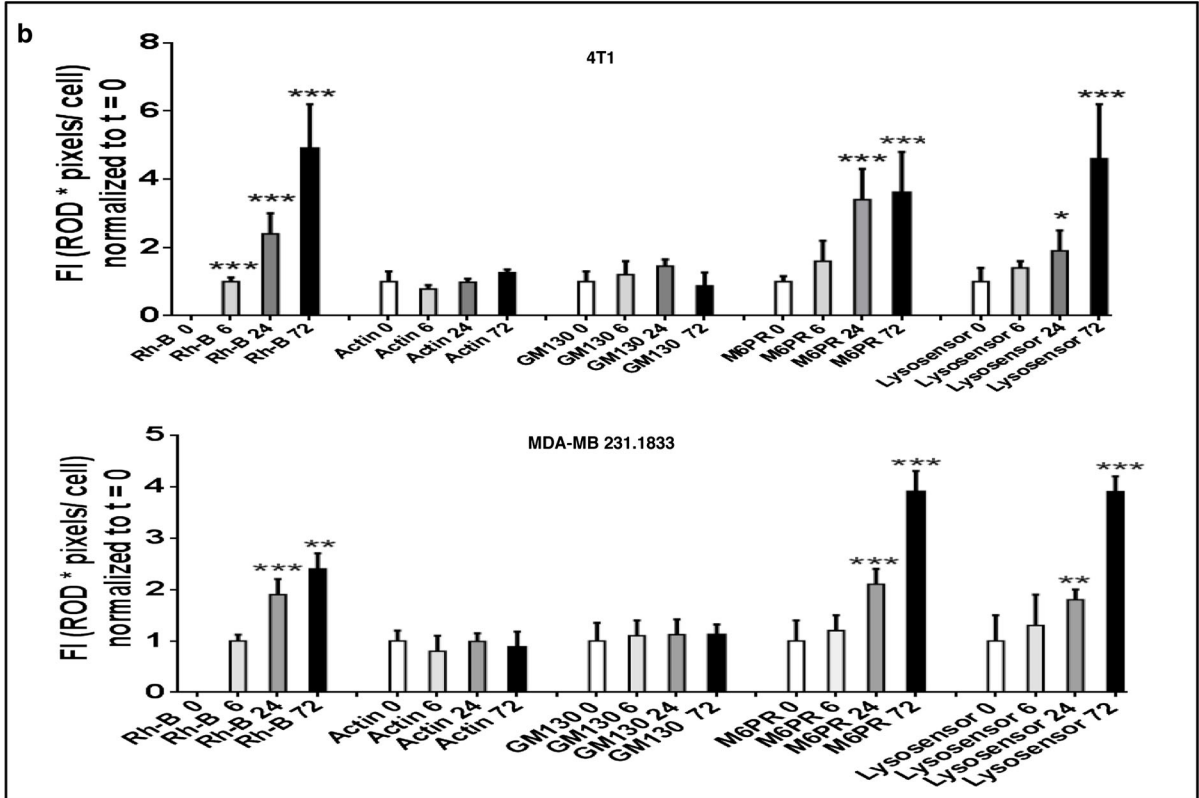 b
4T1
FI (ROD * pixels/ cell)
normalized to t = 0
8
6
4
2
0
***
***
***
***
***
*
***
Rh-B 0
Rh-B 6
Rh-B 24
Rh-B 72
Actin 0
Actin 6
Actin 24
Actin 72
GM130 0
GM130 6
GM130 24
GM130 72
M6PR 0
M6PR 6
M6PR 24
M6PR 72
Lysosensor 0
Lysosensor 6
Lysosensor 24
Lysosensor 72
MDA-MB 231.1833
FI (ROD * pixels/ cell)
normalized to t = 0
5
4
3
2
1
0
***
**
***
***
**
***
Rh-B 0
Rh-B 6
Rh-B 24
Rh-B 72
Actin 0
Actin 6
Actin 24
Actin 72
GM130 0
GM130 6
GM130 24
GM130 72
M6PR 0
M6PR 6
M6PR 24
M6PR 72
Lysosensor 0
Lysosensor 6
Lysosensor 24
Lysosensor 72